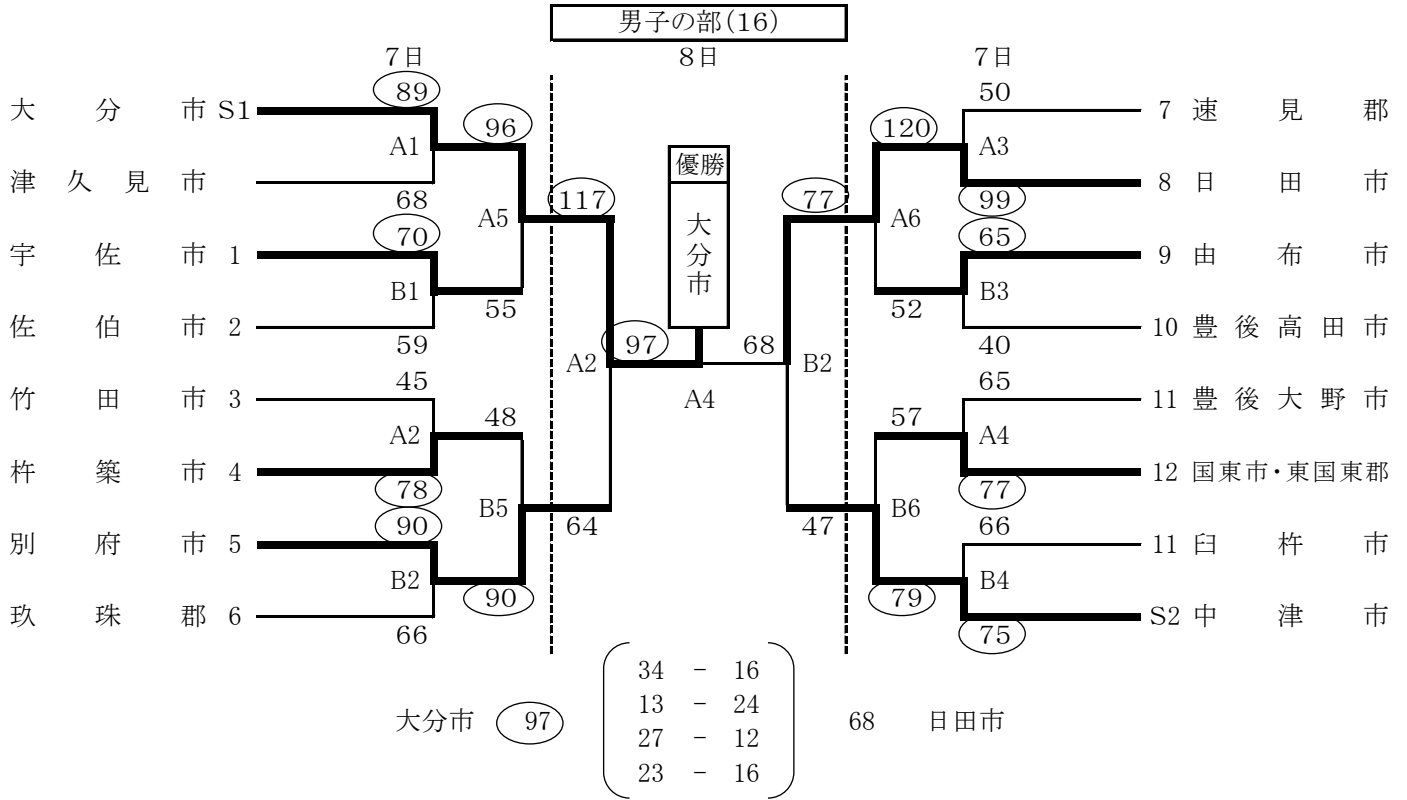 男子の部(16)
7日 8日 7日
89 50
大分市 S1 96 120 7 速見郡
A1 優勝 A3
津久見市 117 77 8 日田市
68 A5 A6 99
70 大分市 65
宇佐市 1 9 由布市
B1 55 52 B3
佐伯市 2 97 68 10 豊後高田市
59 A2 B2 40
45 A4 65
竹田市 3 48 57 11 豊後大野市
A2 A4
杵築市 4 12 国東市・東国東郡
78 B5 B6 77
90 64 47 66
別府市 5 11 臼杵市
B2 90 79 B4
玖珠郡 6 S2 中津市
66 75
34 - 16
13 - 24
大分市 97 68 日田市
27 - 12
23 - 16